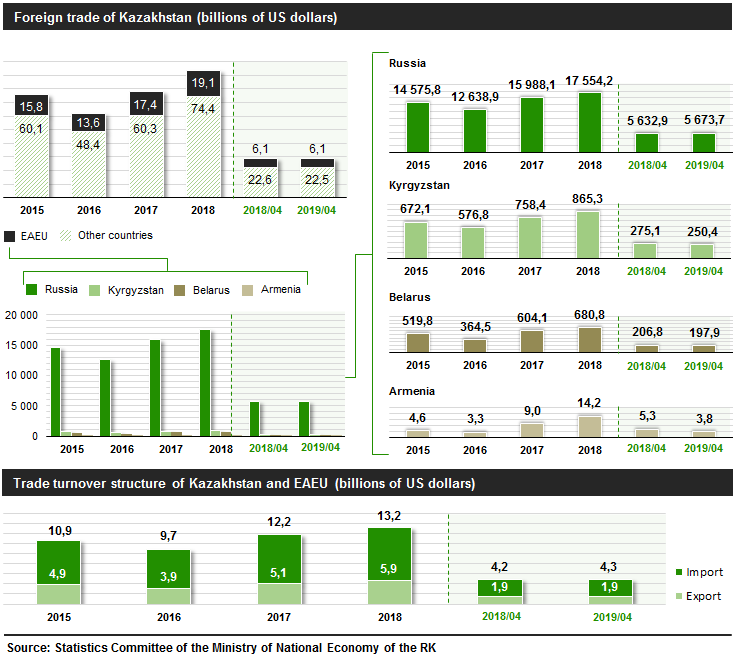 Foreign trade of Kazakhstan (billions of US dollars)
15,8 13,6 17,4 19,1 6,1 6,1
60,1 48,4 60,3 74,4 22,6 22,5
2015 2016 2017 2018 2018/04 2019/04
EAEU Other countries
Russia Kyrgyzstan Belarus Armenia
20 000
15 000
10 000
5 000
0
2015 2016 2017 2018 2018/04 2019/04
Russia
14 575,8 12 638,9 15 988,1 17 554,2 5 632,9 5 673,7
2015 2016 2017 2018 2018/04 2019/04
Kyrgyzstan
672,1 576,8 758,4 865,3 275,1 250,4
2015 2016 2017 2018 2018/04 2019/04
Belarus
519,8 364,5 604,1 680,8 206,8 197,9
2015 2016 2017 2018 2018/04 2019/04
Armenia
4,6 3,3 9,0 14,2 5,3 3,8
2015 2016 2017 2018 2018/04 2019/04
Trade turnover structure of Kazakhstan and EAEU (billions of US dollars)
10,9 9,7 12,2 13,2 4,2 4,3
4,9 3,9 5,1 5,9 1,9 1,9
2015 2016 2017 2018 2018/04 2019/04
Import
Export
Source: Statistics Committee of the Ministry of National Economy of the RK